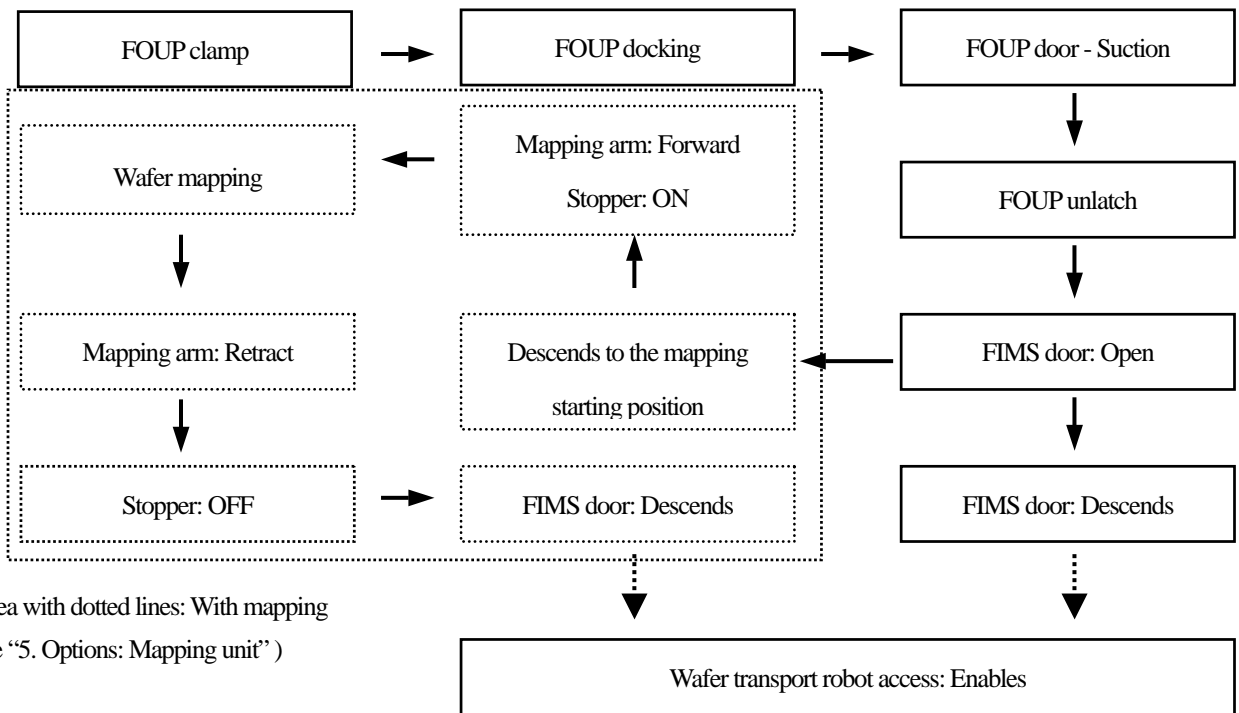 FOUP clamp
FOUP docking
FOUP door - Suction
Mapping arm: Forward
Stopper: ON
Wafer mapping
FOUP unlatch
Mapping arm: Retract
Descends to the mapping
starting position
FIMS door: Open
Stopper: OFF
FIMS door: Descends
FIMS door: Descends
with dotted lines: With mapping
“5. Options: Mapping unit” )
Wafer transport robot access: Enables